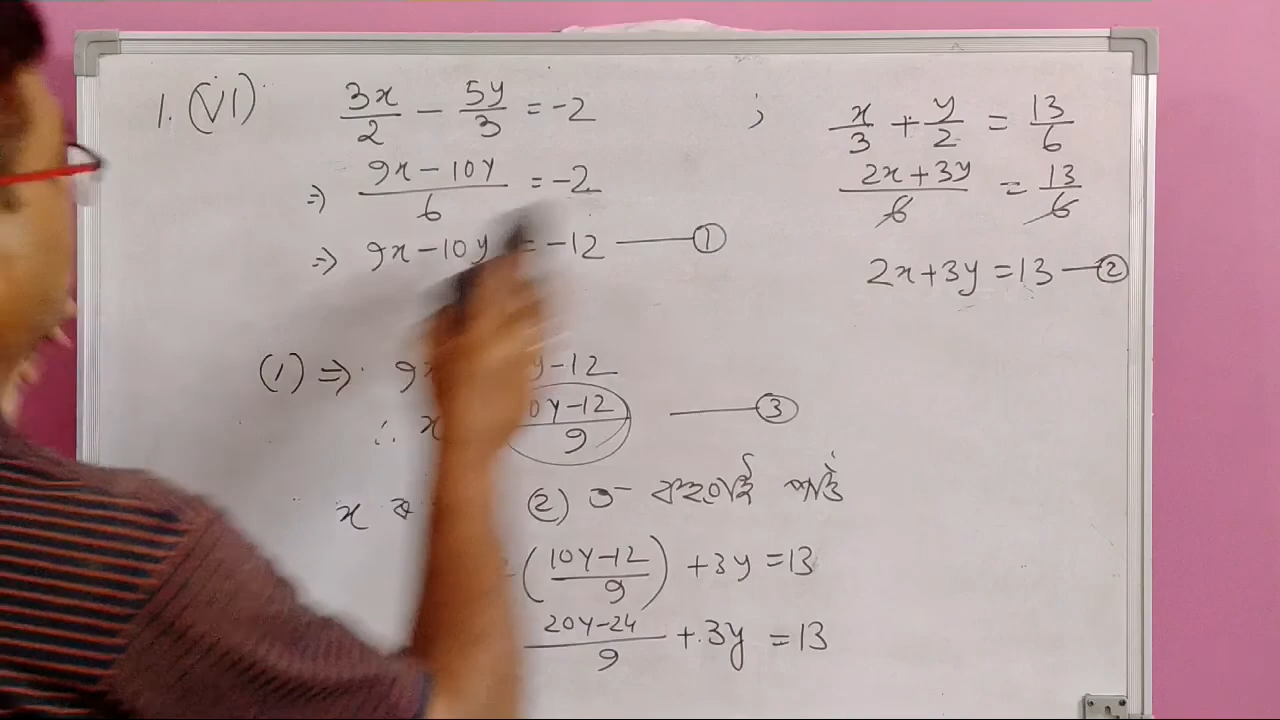 1. (VI) 3x/2 - 5y/3 = -2 ; x/3 + y/2 = 13/6
⇒ (9x - 10y)/6 = -2 (2x + 3y)/6 = 13/6
⇒ 9x - 10y = -12 —— ① 2x + 3y = 13 — ②
(1) ⇒ 9x y - 12
∴ x 0y - 12/9 —— ③
x (2) ত
(10y - 12/9) + 3y = 13
20y - 24/9 + 3y = 13